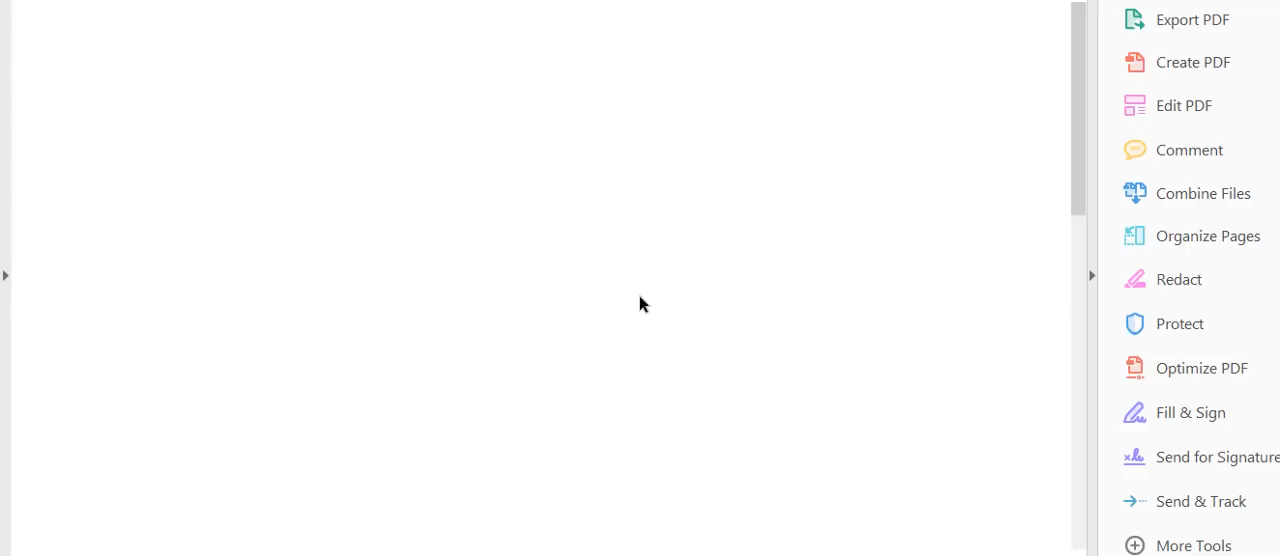 Export PDF
Create PDF
Edit PDF
Comment
Combine Files
Organize Pages
Redact
Protect
Optimize PDF
Fill & Sign
Send for Signature
Send & Track
More Tools